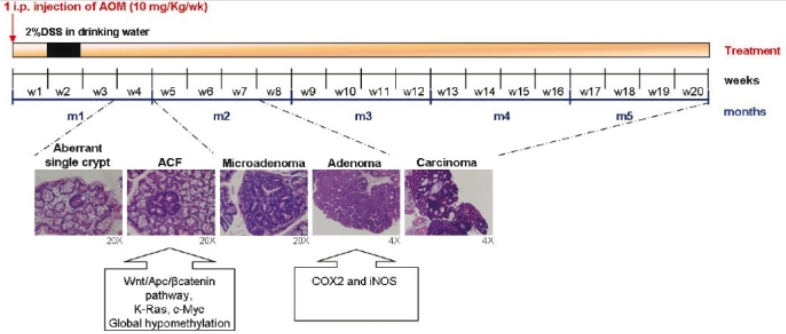 1 i.p. injection of AOM (10 mg/Kg/wk)
2%DSS in drinking water
Treatment
weeks
w1 w2 w3 w4 w5 w6 w7 w8 w9 w10 w11 w12 w13 w14 w15 w16 w17 w18 w19 w20
m1 m2 m3 m4 m5
months
Aberrant
single crypt
ACF
Microadenoma
Adenoma
Carcinoma
20X
20X
20X
4X
4X
Wnt/Apc/βcatenin
pathway,
K-Ras, c-Myc
Global hypomethylation
COX2 and iNOS